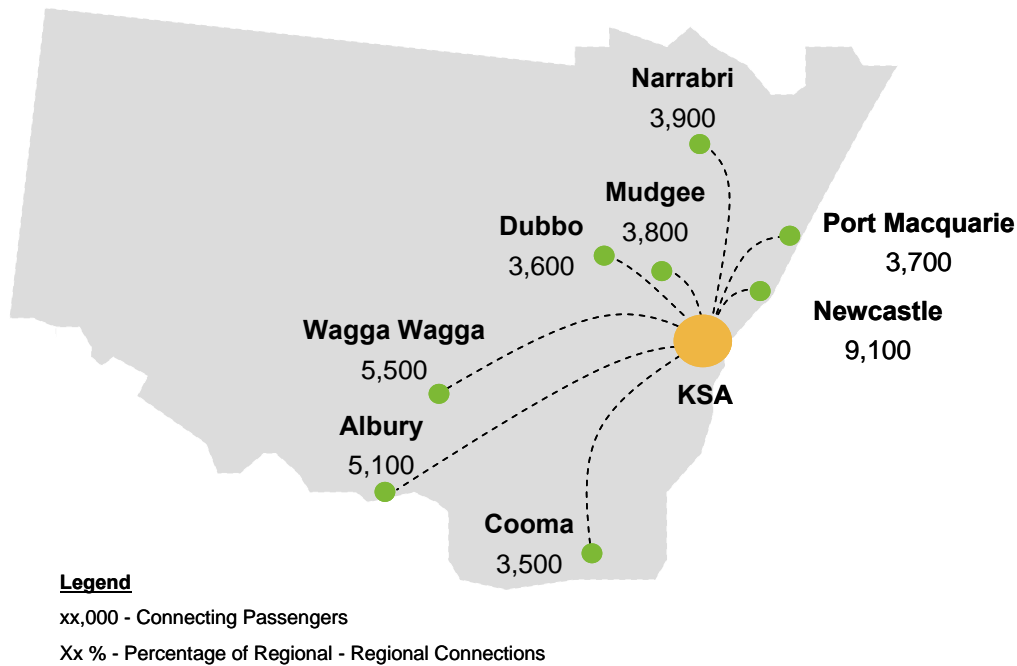 Narrabri
3,900
Mudgee
3,800
Dubbo
3,600
Port Macquarie
3,700
Newcastle
9,100
Wagga Wagga
5,500
KSA
Albury
5,100
Cooma
3,500
Legend
xx,000 - Connecting Passengers
Xx % - Percentage of Regional - Regional Connections